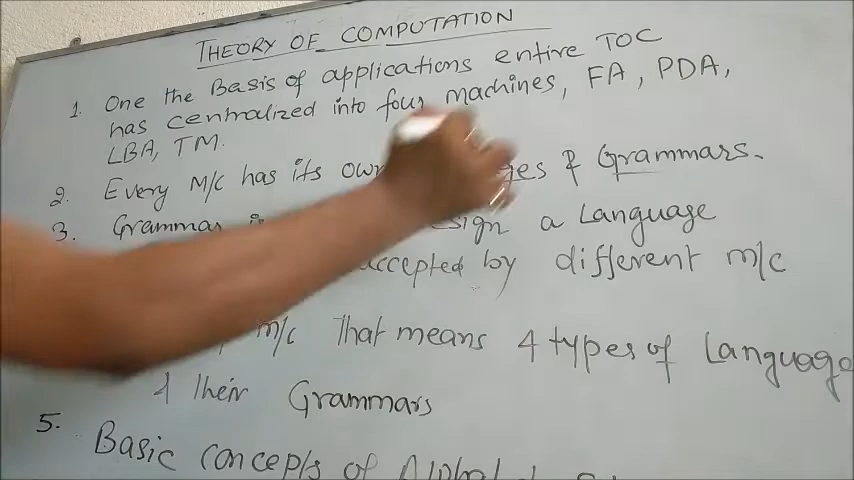 THEORY OF COMPUTATION
1. One the Basis of applications entire TOC
has centralized into four machines, FA, PDA,
LBA, TM.
2. Every M/C has its own & Grammars.
3. Grammar a Language
accepted by different m/c
m/c That means 4 types of Language
& Their Grammars
5. Basic concepts of